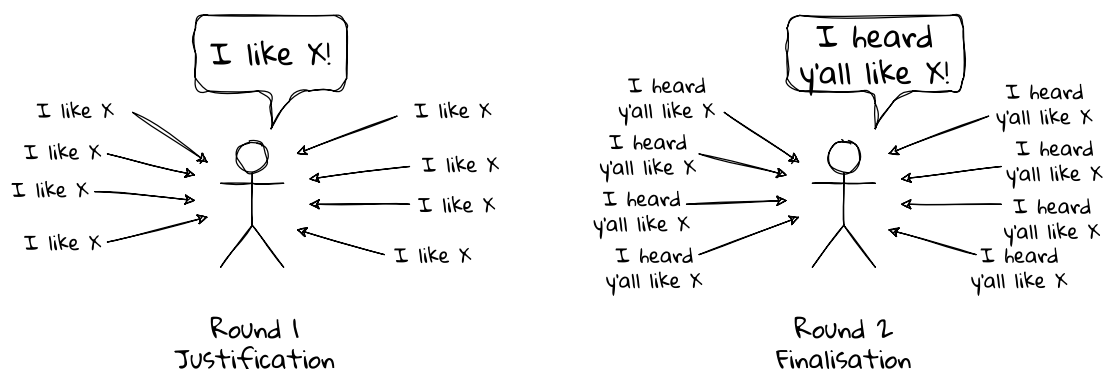 I like X!
I like X
I like X
I like X
I like X
I like X
I like X
I like X
I like X
Round 1
Justification
I heard
y'all like X!
I heard
y'all like X
I heard
y'all like X
I heard
y'all like X
I heard
y'all like X
I heard
y'all like X
I heard
y'all like X
I heard
y'all like X
I heard
y'all like X
Round 2
Finalisation